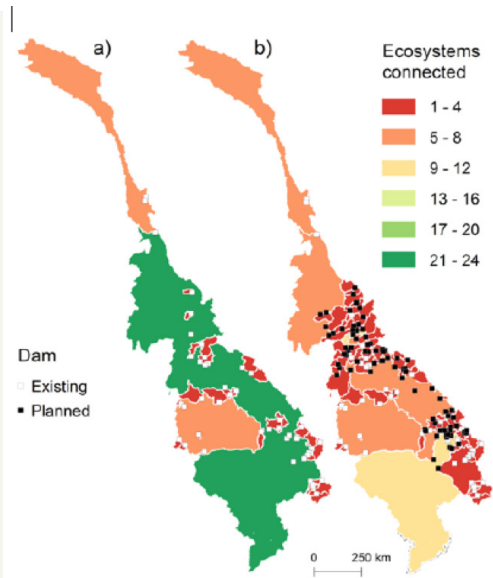 a)
b)
Ecosystems
connected
1 - 4
5 - 8
9 - 12
13 - 16
17 - 20
21 - 24
Dam
Existing
Planned
0 250 km